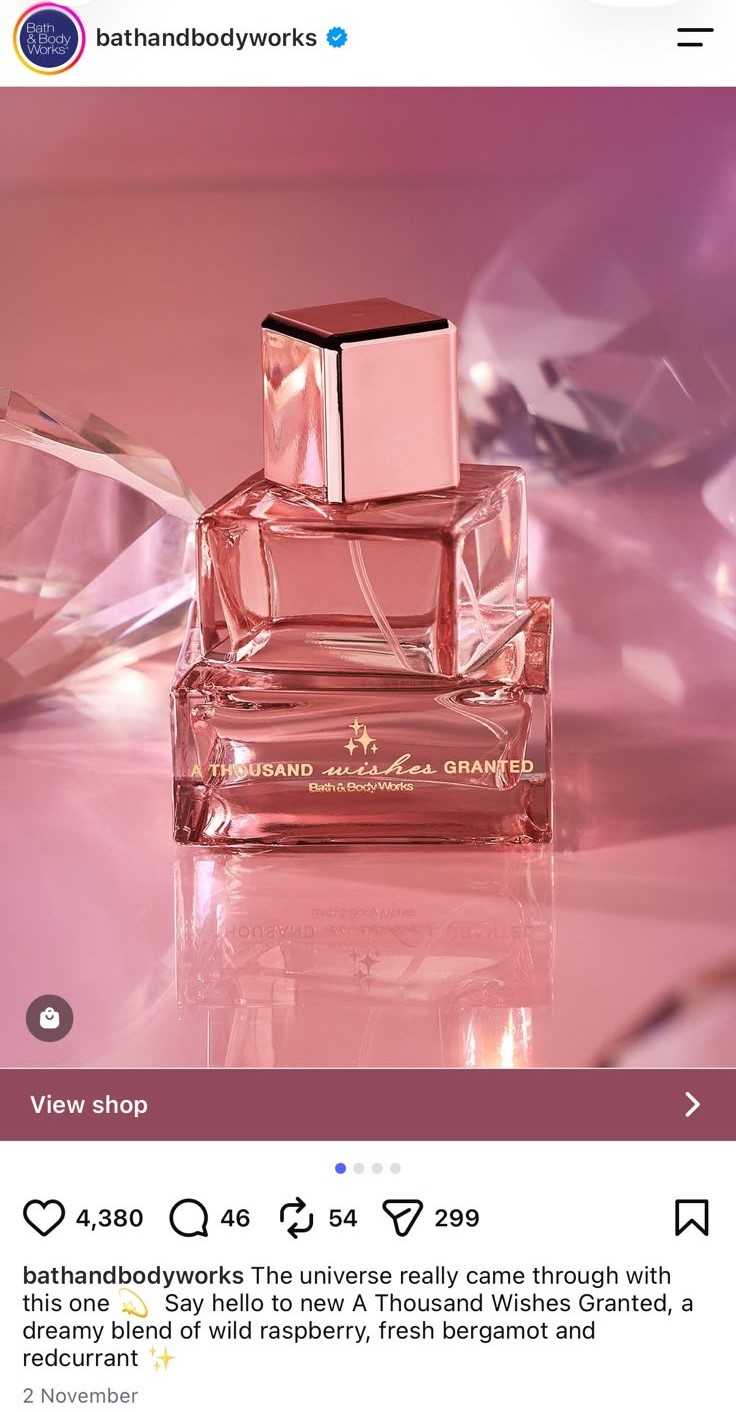 Bath
& Body
Works
bathandbodyworks
A THOUSAND wishes GRANTED
Bath & Body Works
View shop
4,380
46
54
299
bathandbodyworks The universe really came through with
this one 💫 Say hello to new A Thousand Wishes Granted, a
dreamy blend of wild raspberry, fresh bergamot and
redcurrant ✨
2 November